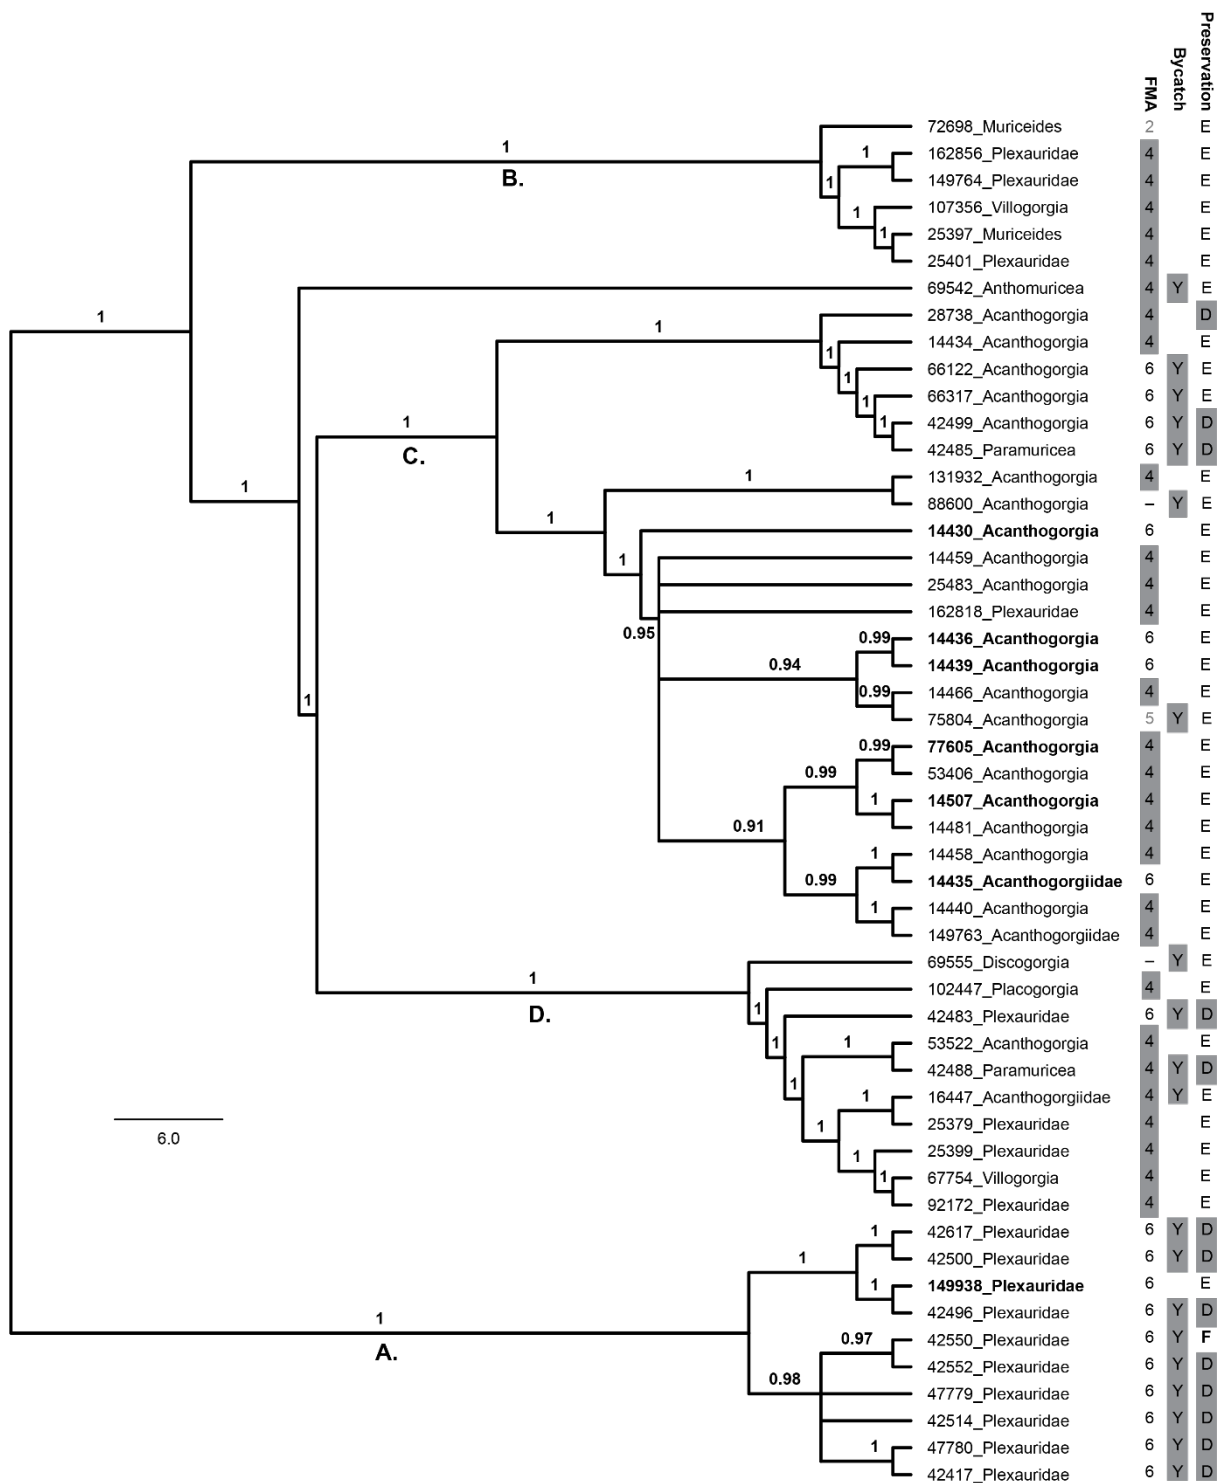 FMA Bycatch Preservation
72698_Muriceides 2 E
1 162856_Plexauridae 4 E
1 B. 1 149764_Plexauridae 4 E
1 107356_Villogorgia 4 E
1 25397_Muriceides 4 E
25401_Plexauridae 4 E
69542_Anthomuricea 4 Y E
1 28738_Acanthogorgia 4 D
1 1 14434_Acanthogorgia 4 E
1 66122_Acanthogorgia 6 Y E
1 66317_Acanthogorgia 6 Y E
1 1 42499_Acanthogorgia 6 Y D
C. 42485_Paramuricea 6 Y D
1 1 131932_Acanthogorgia 4 E
88600_Acanthogorgia – Y E
1 14430_Acanthogorgia 6 E
1 14459_Acanthogorgia 4 E
25483_Acanthogorgia 4 E
162818_Plexauridae 4 E
0.95 0.99 14436_Acanthogorgia 6 E
0.94 14439_Acanthogorgia 6 E
1 0.99 14466_Acanthogorgia 4 E
75804_Acanthogorgia 5 Y E
0.99 77605_Acanthogorgia 4 E
0.99 53406_Acanthogorgia 4 E
1 14507_Acanthogorgia 4 E
0.91 14481_Acanthogorgia 4 E
1 14458_Acanthogorgia 4 E
0.99 14435_Acanthogorgiidae 6 E
1 14440_Acanthogorgia 4 E
149763_Acanthogorgiidae 4 E
1 69555_Discogorgia – Y E
1 102447_Placogorgia 4 E
D. 1 42483_Plexauridae 6 Y D
1 53522_Acanthogorgia 4 E
1 42488_Paramuricea 4 Y D
1 16447_Acanthogorgiidae 4 Y E
1 25379_Plexauridae 4 E
1 25399_Plexauridae 4 E
1 67754_Villogorgia 4 E
92172_Plexauridae 4 E
6.0
1 42617_Plexauridae 6 Y D
1 42500_Plexauridae 6 Y D
1 149938_Plexauridae 6 E
1 42496_Plexauridae 6 Y D
A. 0.97 42550_Plexauridae 6 Y F
0.98 42552_Plexauridae 6 Y D
47779_Plexauridae 6 Y D
42514_Plexauridae 6 Y D
1 47780_Plexauridae 6 Y D
42417_Plexauridae 6 Y D